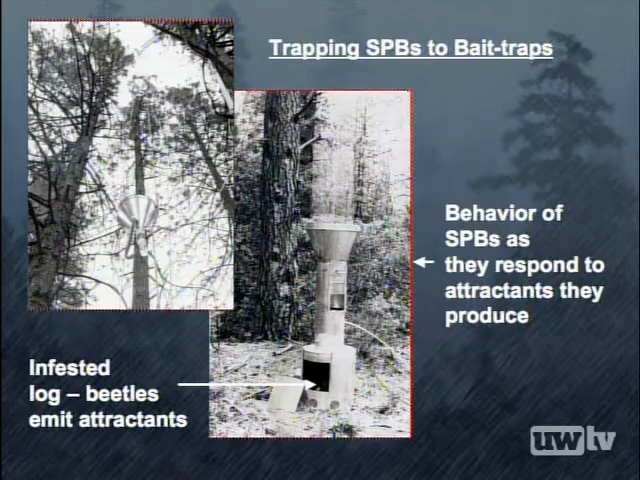 Trapping SPBs to Bait-traps
Behavior of
SPBs as
they respond to
attractants they
produce
Infested
log – beetles
emit attractants
uwtv